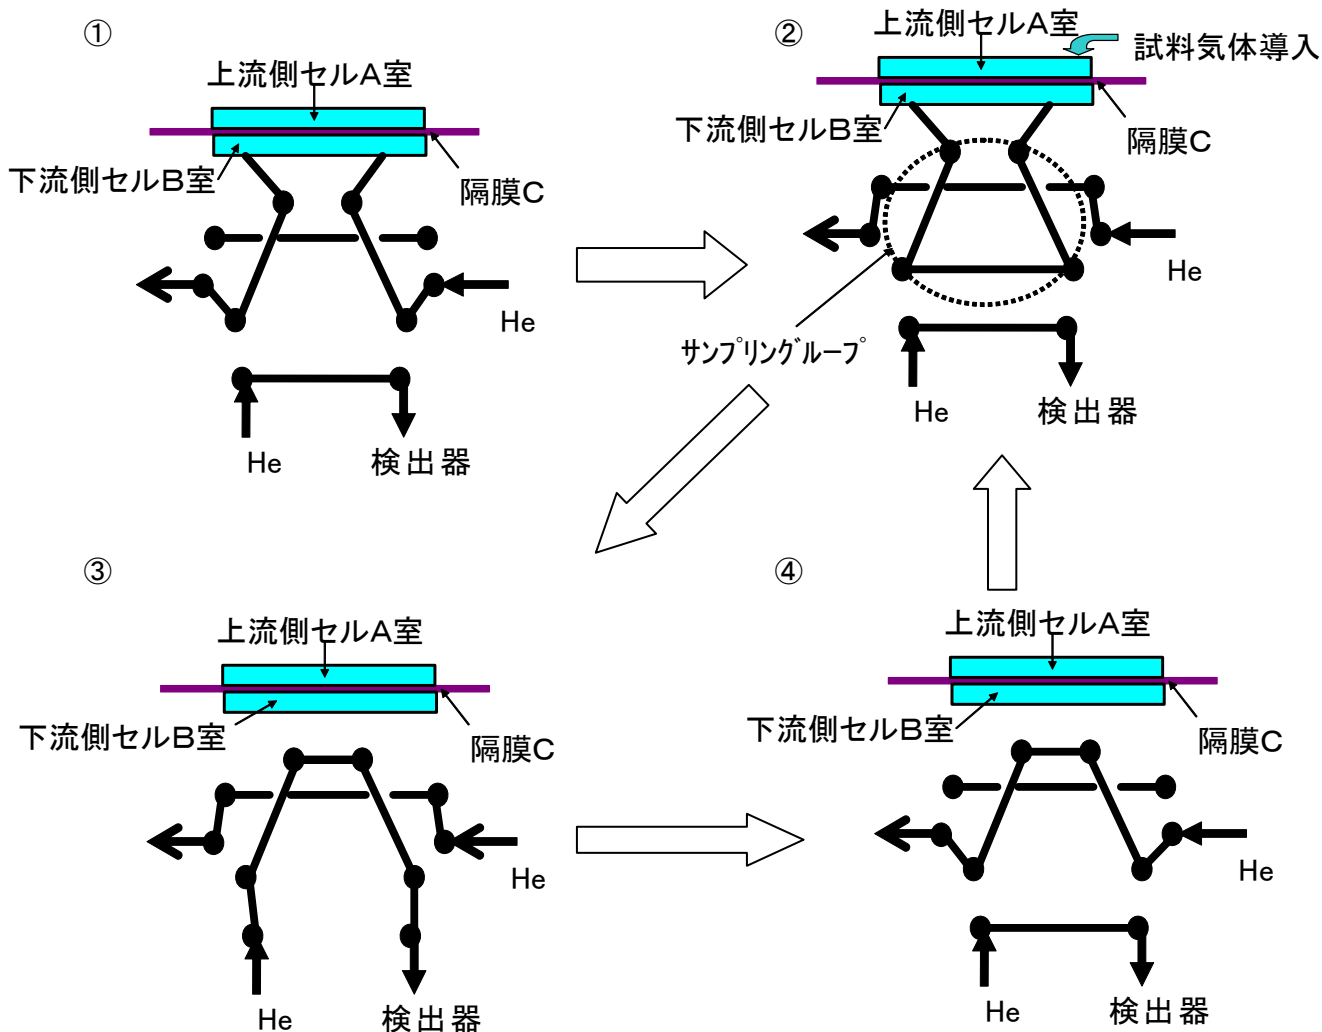 ①
上流側セルA室
下流側セルB室
隔膜C
He
He
検出器
②
上流側セルA室
試料気体導入
下流側セルB室
隔膜C
He
サンプリングループ
He
検出器
③
上流側セルA室
下流側セルB室
隔膜C
He
He
検出器
④
上流側セルA室
下流側セルB室
隔膜C
He
He
検出器